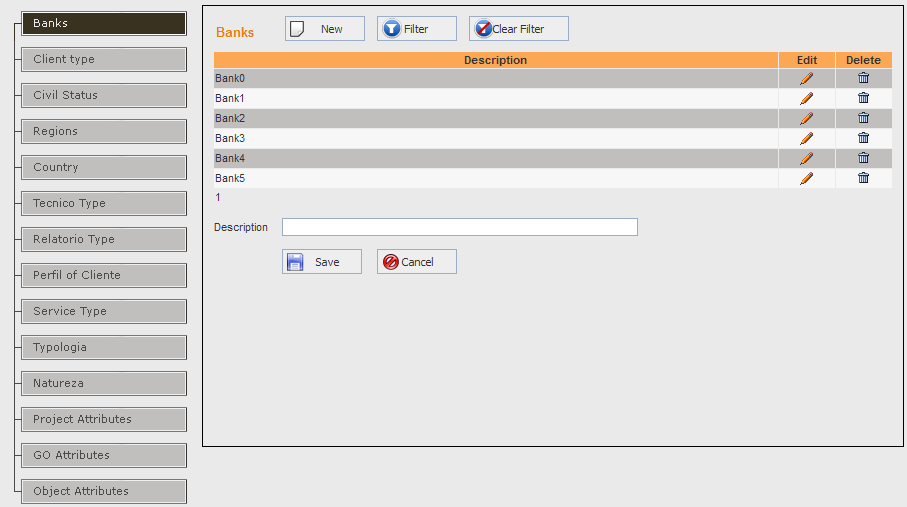 Banks
Client type
Civil Status
Regions
Country
Tecnico Type
Relatorio Type
Perfil of Cliente
Service Type
Typologia
Natureza
Project Attributes
GO Attributes
Object Attributes
Banks New Filter Clear Filter
Description Edit Delete
Bank0
Bank1
Bank2
Bank3
Bank4
Bank5
1
Description
Save Cancel